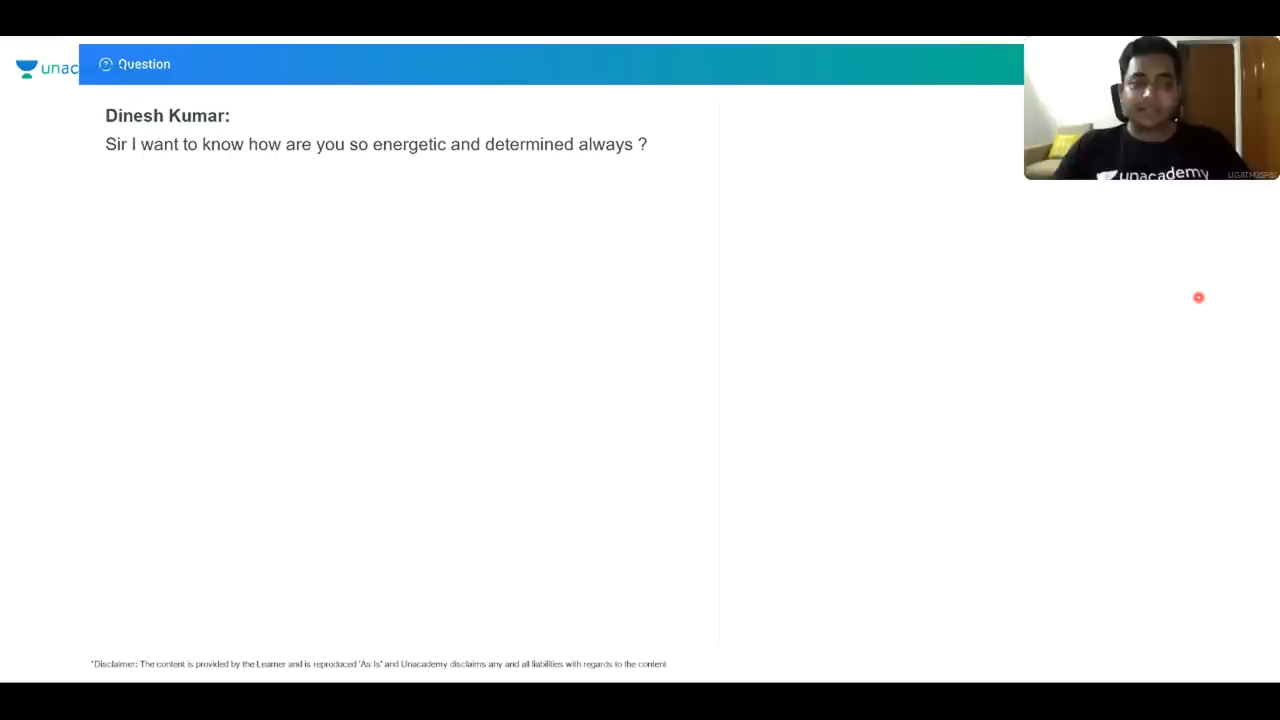 unac
Question
Dinesh Kumar:
Sir I want to know how are you so energetic and determined always ?
unacademy
UGATM25P8I
*Disclaimer: The content is provided by the Learner and is reproduced 'As Is' and Unacademy disclaims any and all liabilities with regards to the content